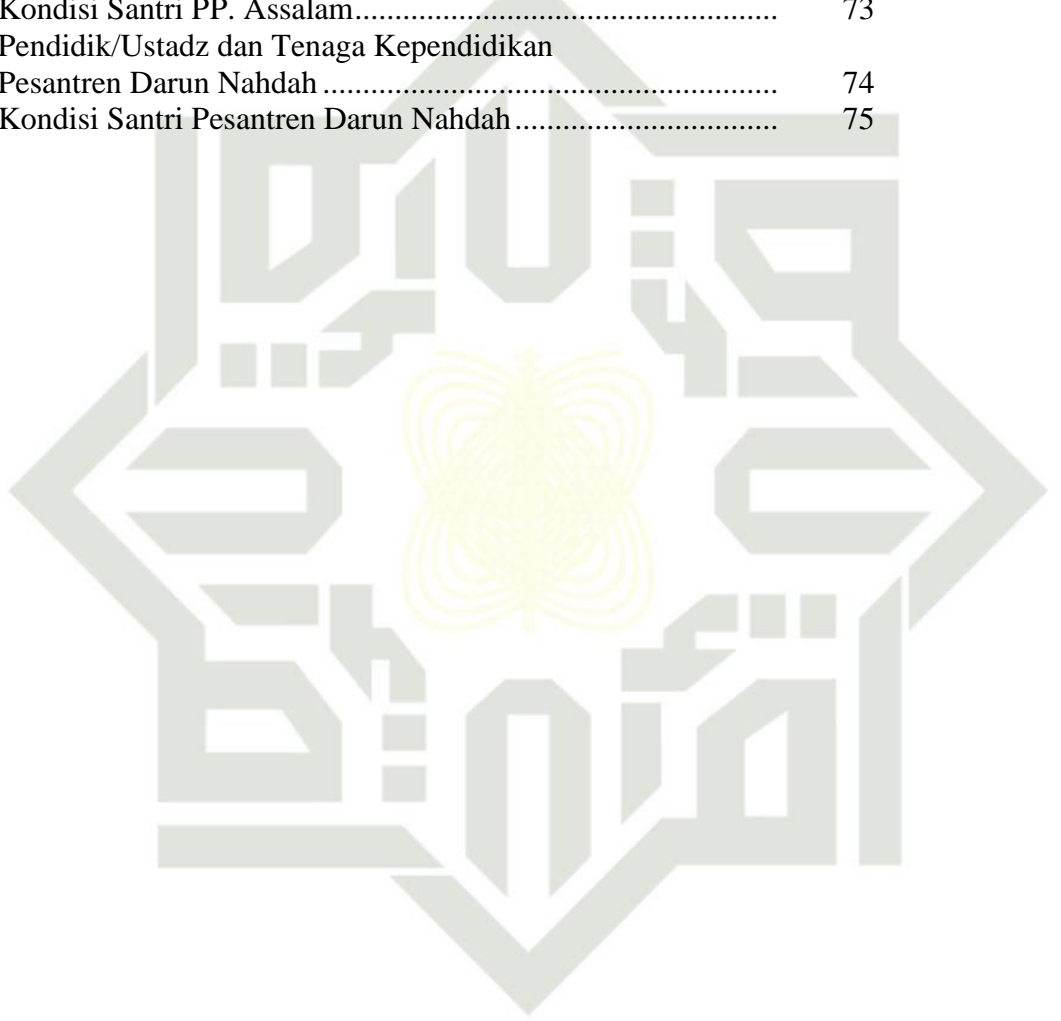 Kondisi Santri PP. Assalam.................................................... 73
Pendidik/Ustadz dan Tenaga Kependidikan
Pesantren Darun Nahdah ........................................................ 74
Kondisi Santri Pesantren Darun Nahdah ................................ 75